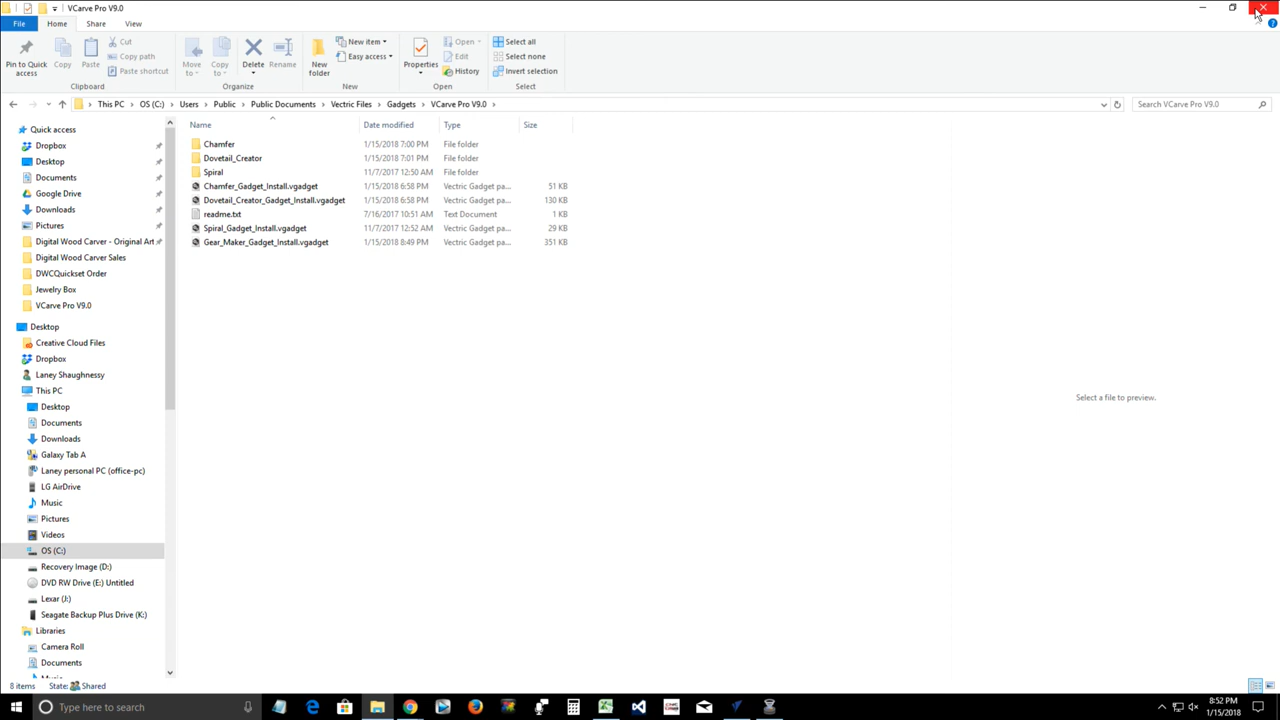 VCarve Pro V9.0
File Home Share View
Pin to Quick access
Copy
Paste
Cut
Copy path
Paste shortcut
Clipboard
Move to
Copy to
Delete
Rename
Organize
New folder
New item
Easy access
New
Properties
Open
Edit
History
Open
Select all
Select none
Invert selection
Select
This PC > OS (C:) > Users > Public > Public Documents > Vectric Files > Gadgets > VCarve Pro V9.0 >
Search VCarve Pro V9.0
Quick access
Dropbox
Desktop
Documents
Google Drive
Downloads
Pictures
Digital Wood Carver - Original Art
Digital Wood Carver Sales
DWCQuickset Order
Jewelry Box
VCarve Pro V9.0
Desktop
Creative Cloud Files
Dropbox
Laney Shaughnessy
This PC
Desktop
Documents
Downloads
Galaxy Tab A
Laney personal PC (office-pc)
LG AirDrive
Music
Pictures
Videos
OS (C:)
Recovery Image (D:)
DVD RW Drive (E:) Untitled
Lexar (J:)
Seagate Backup Plus Drive (K:)
Libraries
Camera Roll
Documents
Name Date modified Type Size
Chamfer 1/15/2018 7:00 PM File folder
Dovetail_Creator 1/15/2018 7:01 PM File folder
Spiral 11/7/2017 12:50 AM File folder
Chamfer_Gadget_Install.vgadget 1/15/2018 6:58 PM Vectric Gadget pa... 51 KB
Dovetail_Creator_Gadget_Install.vgadget 1/15/2018 6:58 PM Vectric Gadget pa... 130 KB
readme.txt 7/16/2017 10:51 AM Text Document 1 KB
Spiral_Gadget_Install.vgadget 11/7/2017 12:52 AM Vectric Gadget pa... 29 KB
Gear_Maker_Gadget_Install.vgadget 1/15/2018 8:49 PM Vectric Gadget pa... 351 KB
Select a file to preview.
8 items State: Shared
Type here to search
8:52 PM
1/15/2018